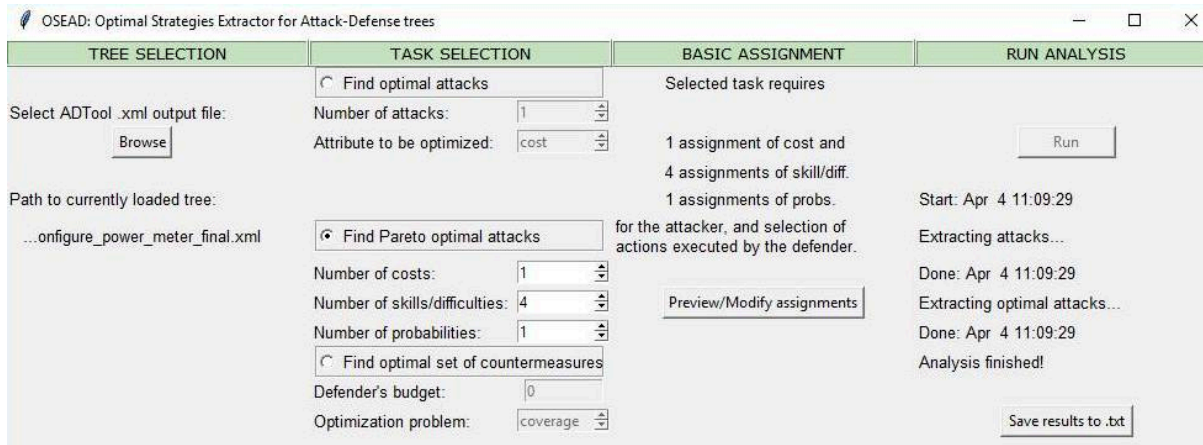 OSEAD: Optimal Strategies Extractor for Attack-Defense trees
TREE SELECTION
Select ADTool .xml output file:
Browse
Path to currently loaded tree:
...onfigure_power_meter_final.xml
TASK SELECTION
Find optimal attacks
Number of attacks: 1
Attribute to be optimized: cost
Find Pareto optimal attacks
Number of costs: 1
Number of skills/difficulties: 4
Number of probabilities: 1
Find optimal set of countermeasures
Defender's budget: 0
Optimization problem: coverage
BASIC ASSIGNMENT
Selected task requires
1 assignment of cost and
4 assignments of skill/diff.
1 assignments of probs.
for the attacker, and selection of
actions executed by the defender.
Preview/Modify assignments
RUN ANALYSIS
Run
Start: Apr 4 11:09:29
Extracting attacks...
Done: Apr 4 11:09:29
Extracting optimal attacks...
Done: Apr 4 11:09:29
Analysis finished!
Save results to .txt